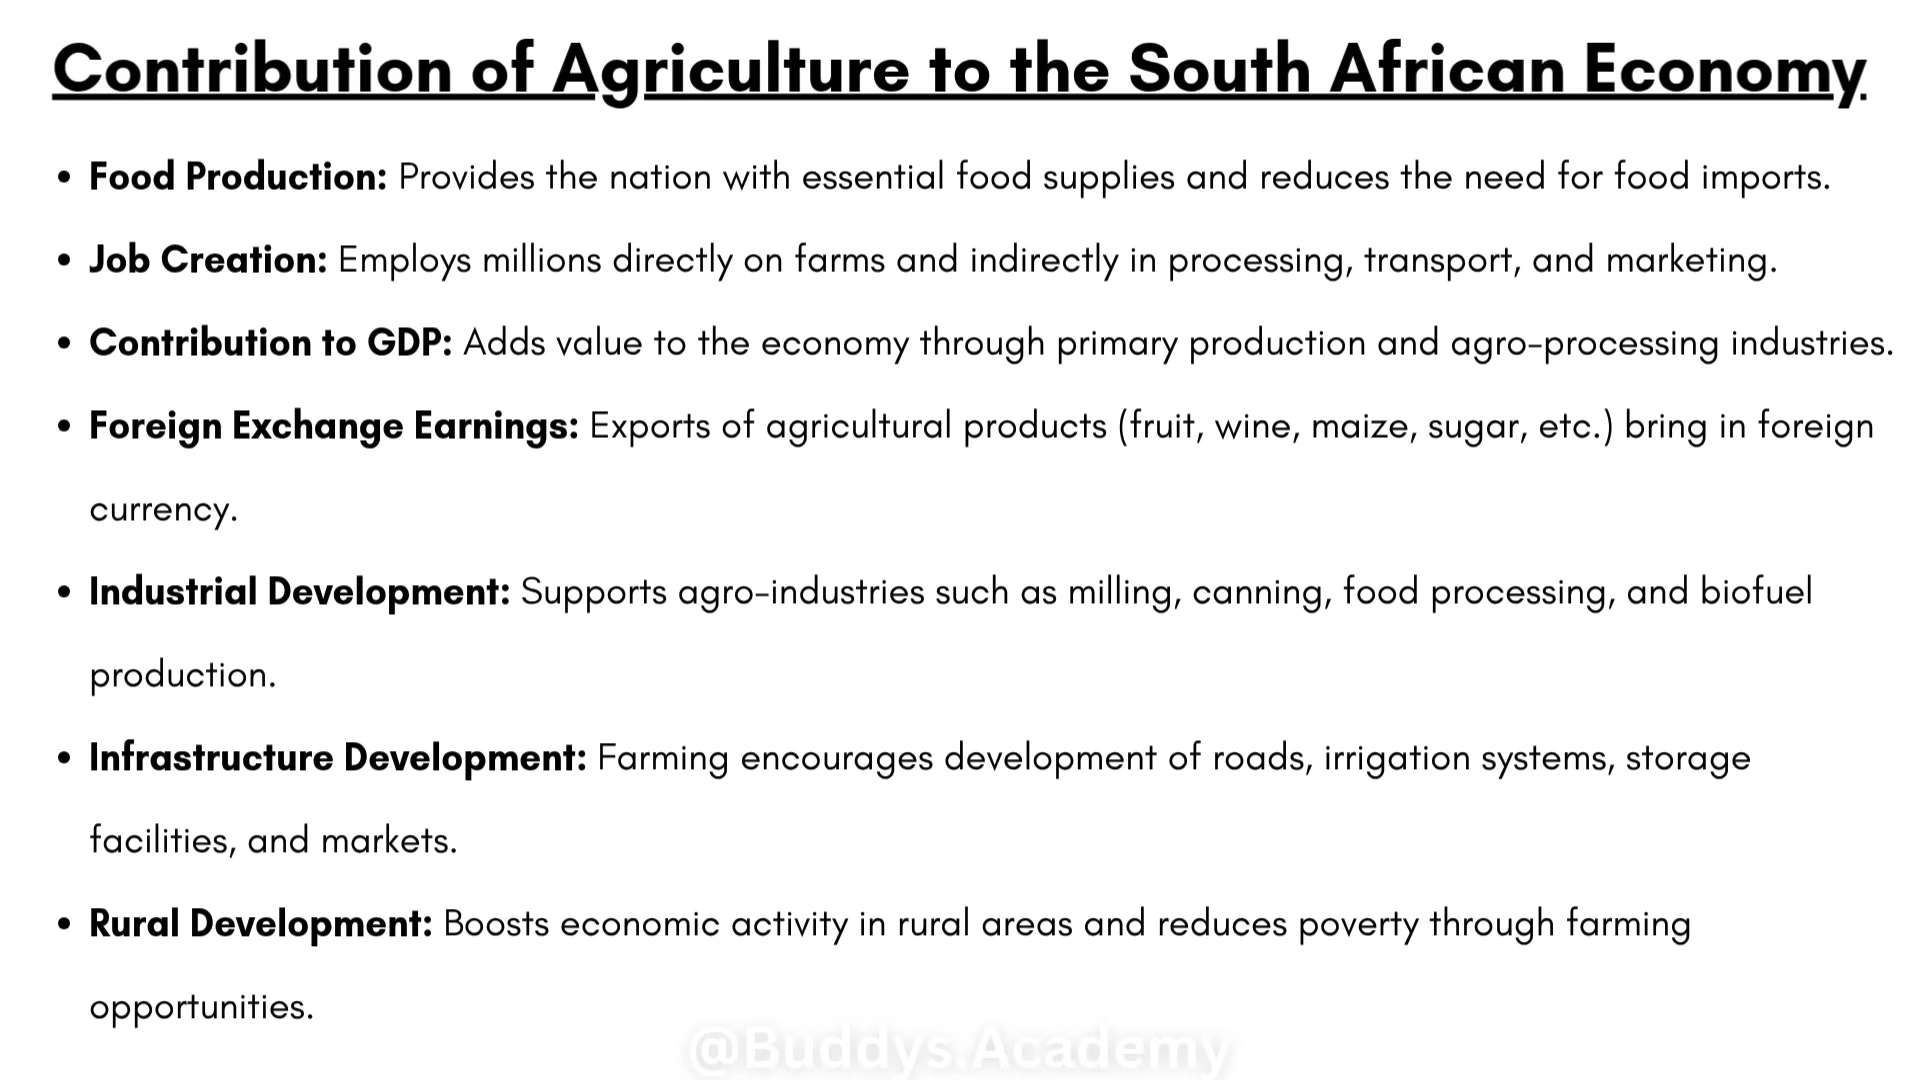 Contribution of Agriculture to the South African Economy.
• Food Production: Provides the nation with essential food supplies and reduces the need for food imports.
• Job Creation: Employs millions directly on farms and indirectly in processing, transport, and marketing.
• Contribution to GDP: Adds value to the economy through primary production and agro-processing industries.
• Foreign Exchange Earnings: Exports of agricultural products (fruit, wine, maize, sugar, etc.) bring in foreign
currency.
• Industrial Development: Supports agro-industries such as milling, canning, food processing, and biofuel
production.
• Infrastructure Development: Farming encourages development of roads, irrigation systems, storage
facilities, and markets.
• Rural Development: Boosts economic activity in rural areas and reduces poverty through farming
opportunities.
@Buddys.Academy